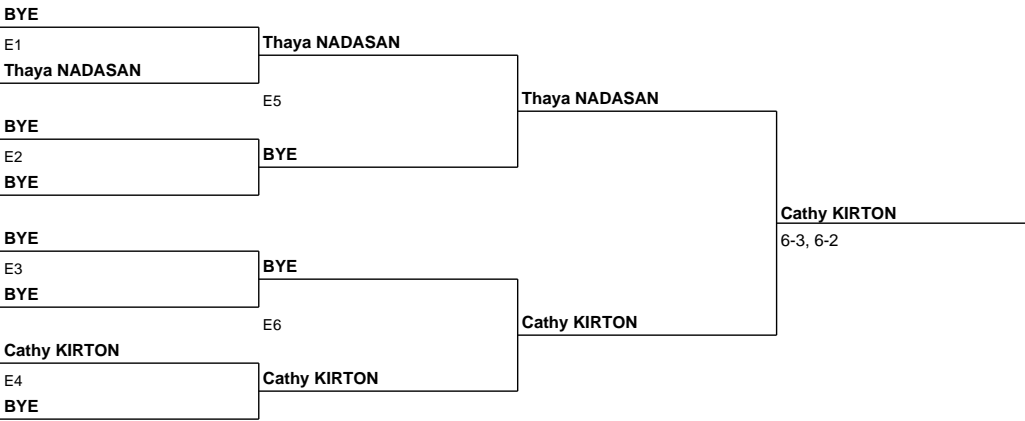 BYE
E1
Thaya NADASAN
BYE
E2
BYE
BYE
E3
BYE
Cathy KIRTON
E4
BYE
Thaya NADASAN
E5
BYE
BYE
E6
Cathy KIRTON
Thaya NADASAN
Cathy KIRTON
Cathy KIRTON
6-3, 6-2